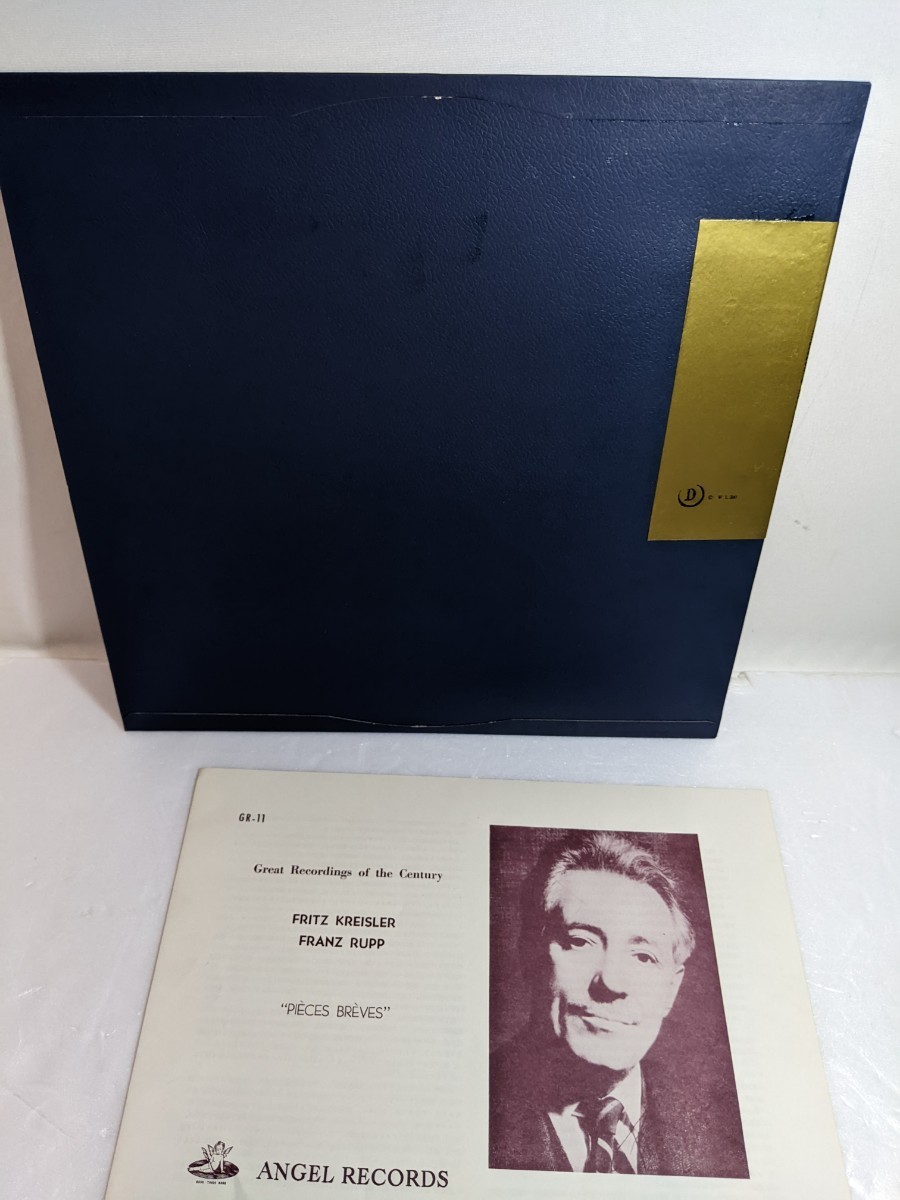 D
GR-11
Great Recordings of the Century
FRITZ KREISLER
FRANZ RUPP
"PIÈCES BRÈVES"
ANGEL RECORDS